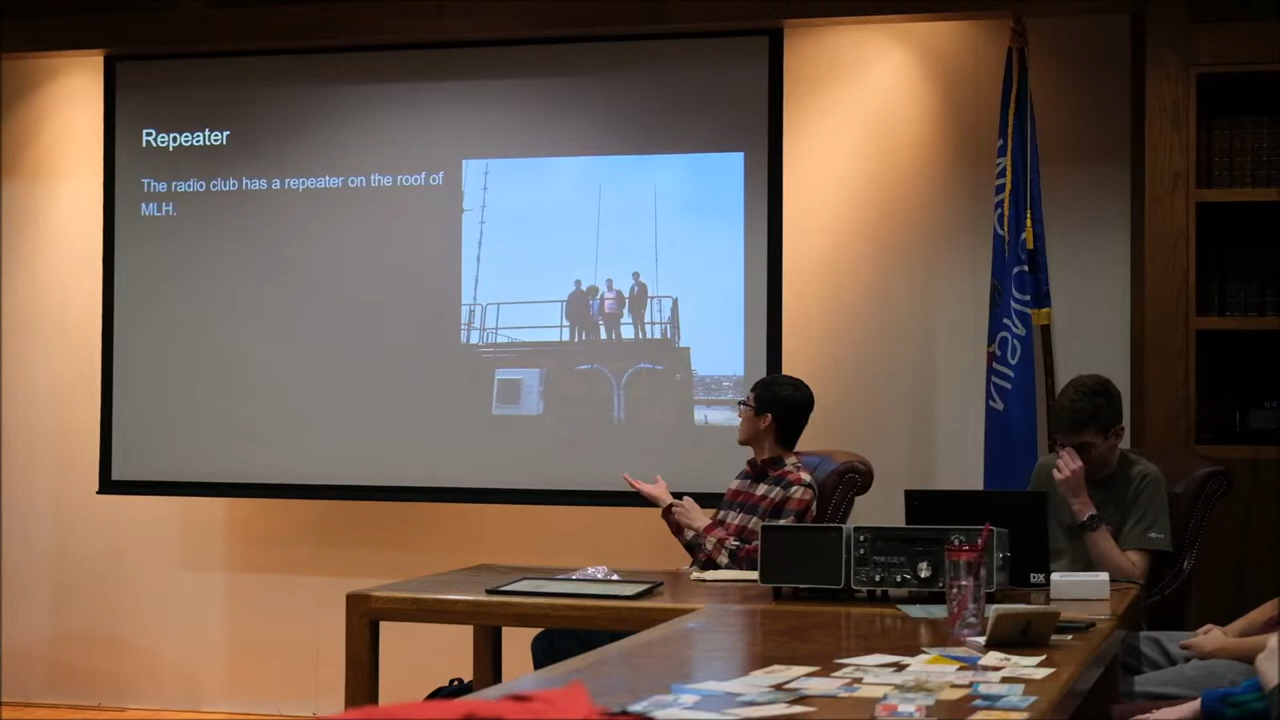 Repeater
The radio club has a repeater on the roof of
MLH.
DX